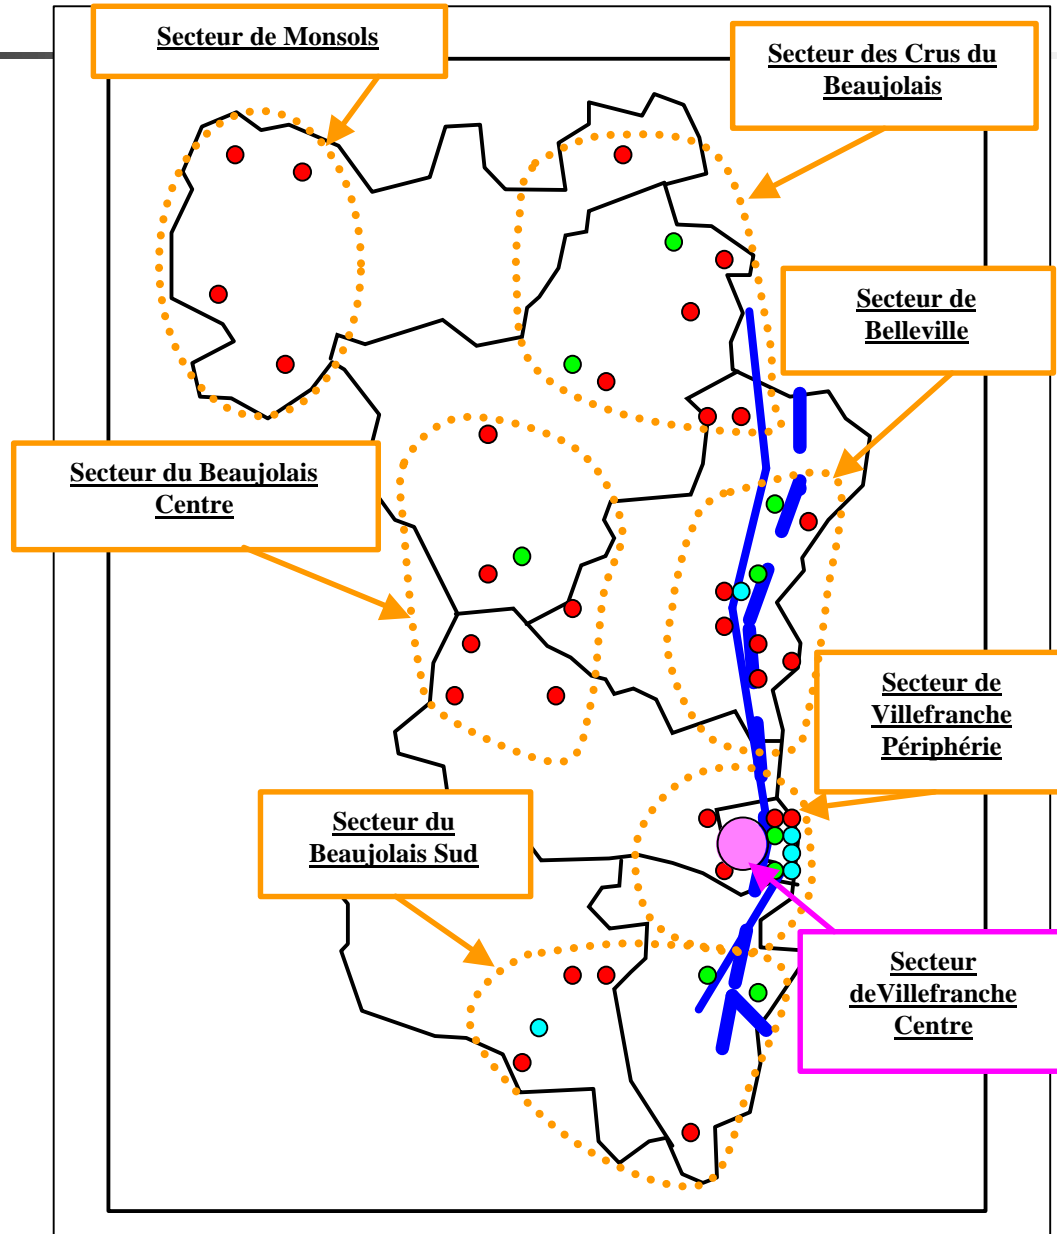 Secteur de Monsols
Secteur des Crus du
Beaujolais
Secteur de
Belleville
Secteur du Beaujolais
Centre
Secteur de
Villefranche
Périphérie
Secteur du
Beaujolais Sud
Secteur
deVillefranche
Centre